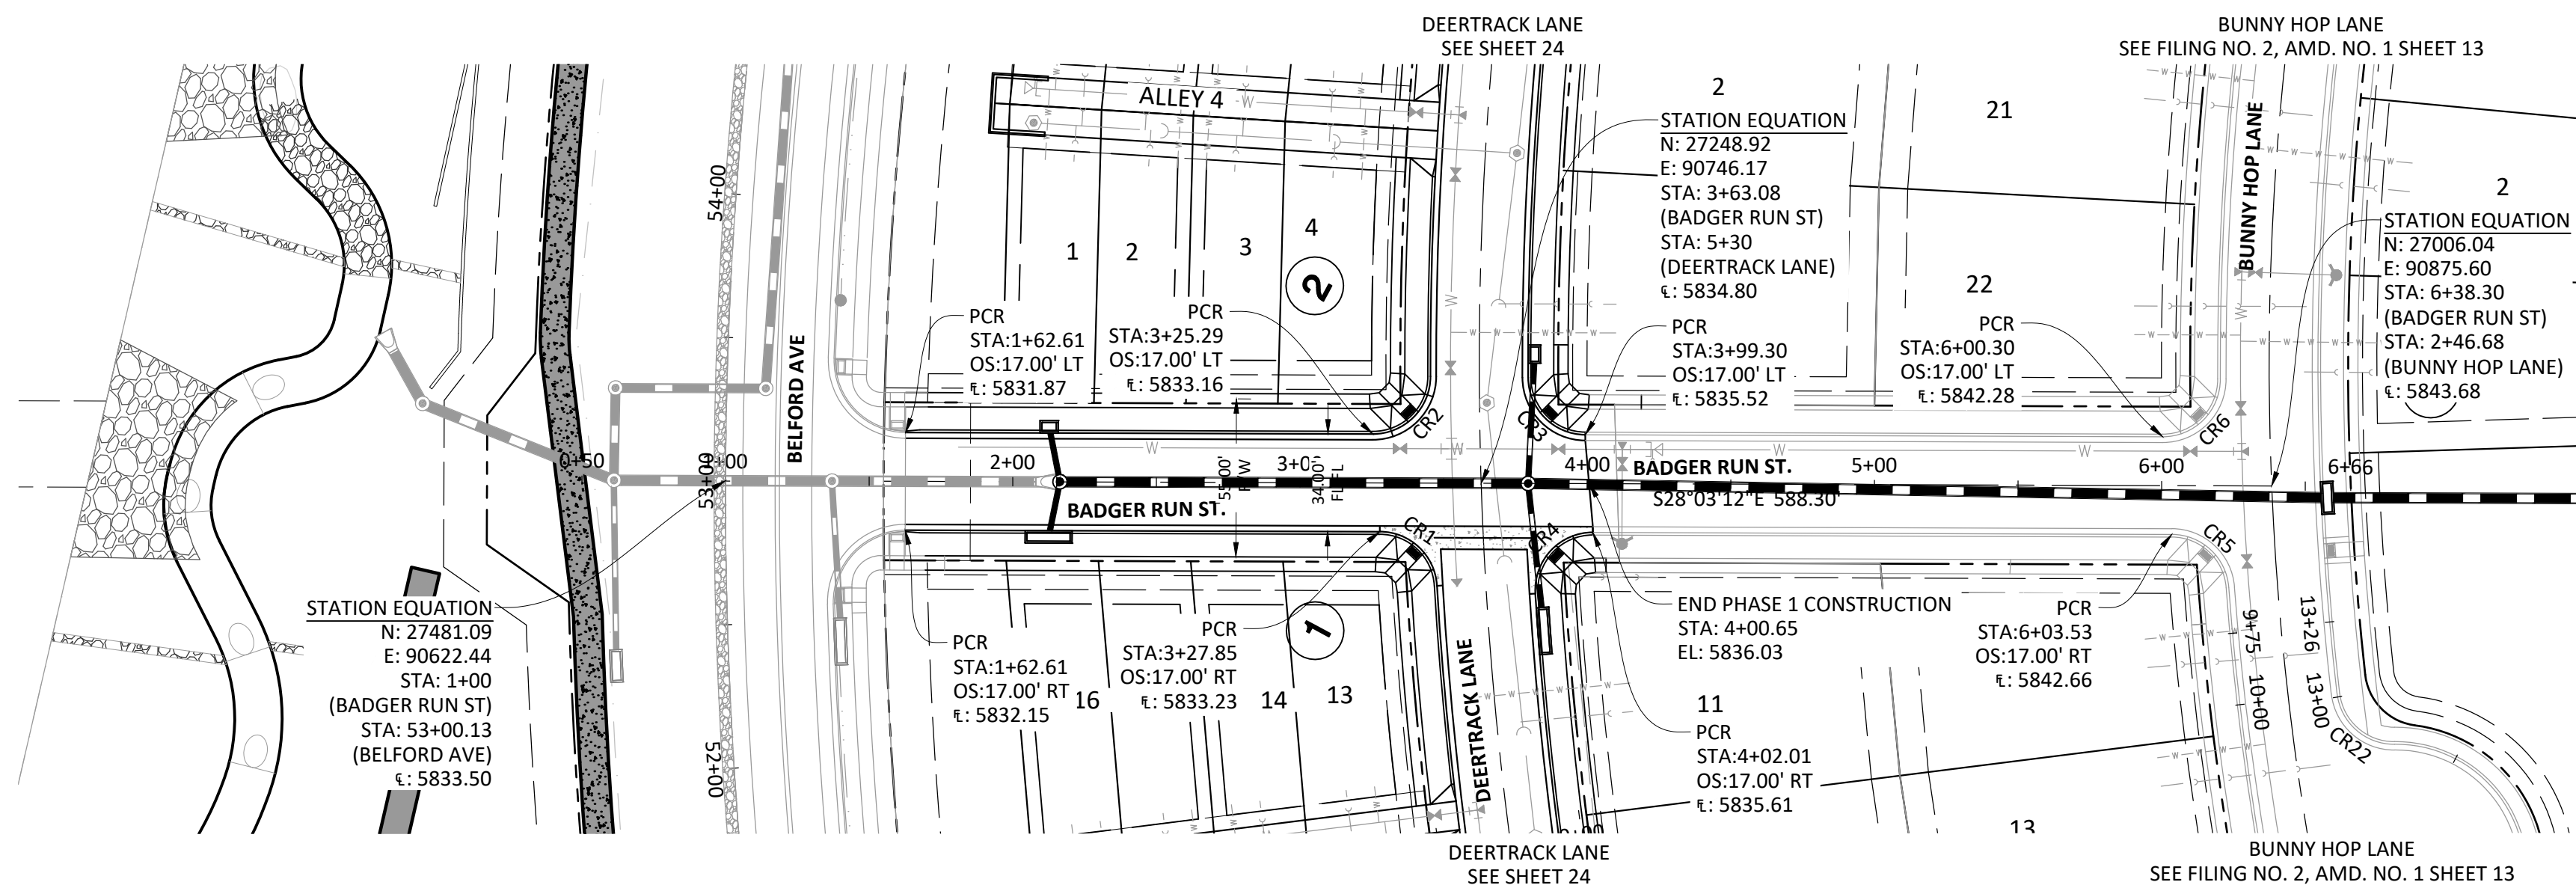 DEERTRACK LANE
SEE SHEET 24
BUNNY HOP LANE
SEE FILING NO. 2, AMD. NO. 1 SHEET 13
ALLEY 4
W
2
21
STATION EQUATION
N: 27248.92
E: 90746.17
STA: 3+63.08
(BADGER RUN ST)
STA: 5+30
(DEERTRACK LANE)
℄: 5834.80
BUNNY HOP LANE
2
STATION EQUATION
N: 27006.04
E: 90875.60
STA: 6+38.30
(BADGER RUN ST)
STA: 2+46.68
(BUNNY HOP LANE)
℄: 5843.68
54+00
1
2
3
4
2
22
BELFORD AVE
PCR
STA:1+62.61
OS:17.00' LT
FL: 5831.87
PCR
STA:3+25.29
OS:17.00' LT
FL: 5833.16
PCR
STA:3+99.30
OS:17.00' LT
FL: 5835.52
PCR
STA:6+00.30
OS:17.00' LT
FL: 5842.28
CR2
CR3
CR6
0+50
53+00
2+00
4+00
BADGER RUN ST.
5+00
6+00
6+66
55.00'
R/W
34.00'
FL-FL
S28°03'12"E 588.30'
BADGER RUN ST.
CR1
CR4
CR5
STATION EQUATION
N: 27481.09
E: 90622.44
STA: 1+00
(BADGER RUN ST)
STA: 53+00.13
(BELFORD AVE)
℄: 5833.50
PCR
STA:1+62.61
OS:17.00' RT
FL: 5832.15
PCR
STA:3+27.85
OS:17.00' RT
FL: 5833.23
1
16
14
13
DEERTRACK LANE
END PHASE 1 CONSTRUCTION
STA: 4+00.65
EL: 5836.03
PCR
STA:6+03.53
OS:17.00' RT
FL: 5842.66
11
PCR
STA:4+02.01
OS:17.00' RT
FL: 5835.61
9+75
10+00
13+26
13+00
CR22
52+00
13
DEERTRACK LANE
SEE SHEET 24
BUNNY HOP LANE
SEE FILING NO. 2, AMD. NO. 1 SHEET 13